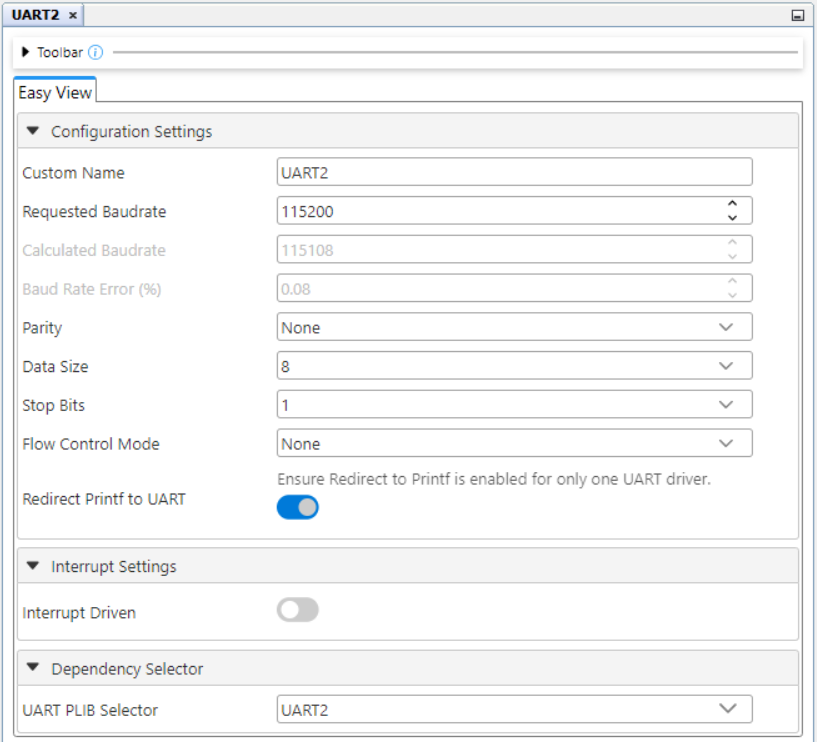 UART2 ×
Toolbar i
Easy View
Configuration Settings
Custom Name UART2
Requested Baudrate 115200
Calculated Baudrate 115108
Baud Rate Error (%) 0.08
Parity None
Data Size 8
Stop Bits 1
Flow Control Mode None
Ensure Redirect to Printf is enabled for only one UART driver.
Redirect Printf to UART
Interrupt Settings
Interrupt Driven
Dependency Selector
UART PLIB Selector UART2